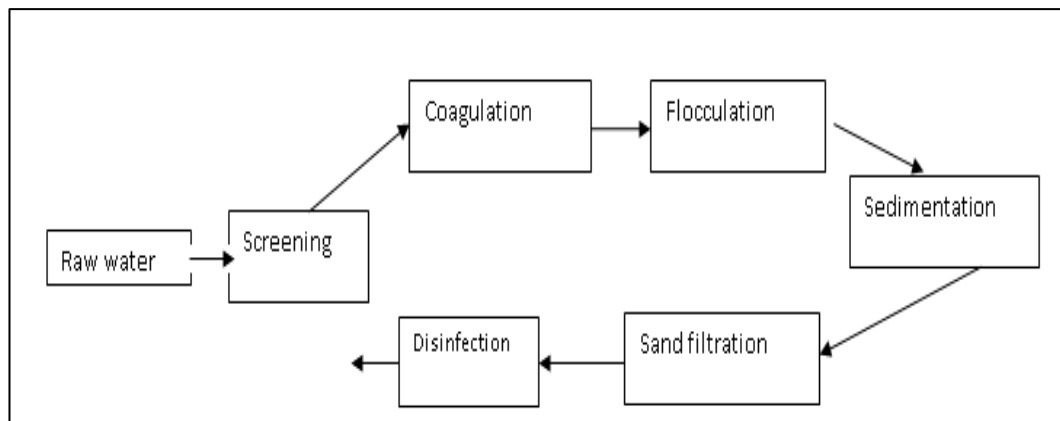 Raw water
Screening
Coagulation
Flocculation
Sedimentation
Sand filtration
Disinfection